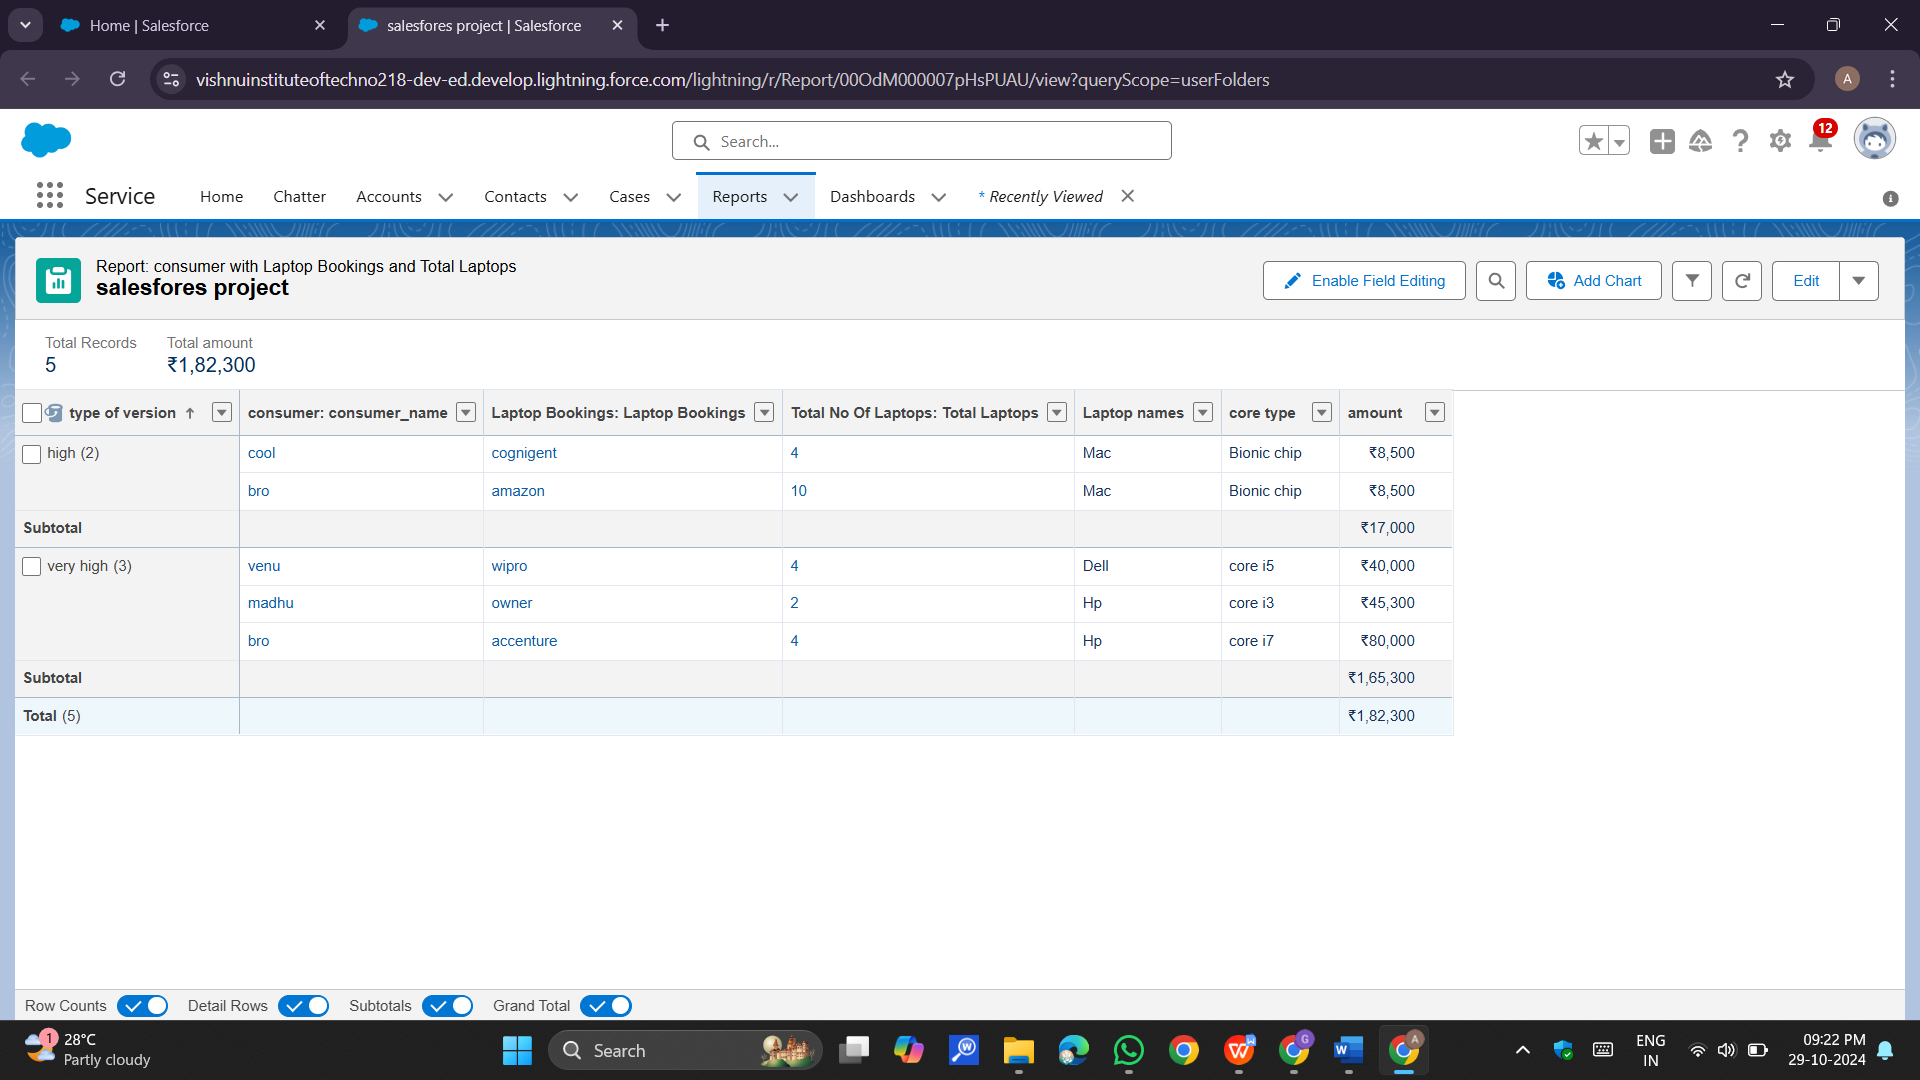 Home | Salesforce
salesfores project | Salesforce
vishnuinstituteoftechno218-dev-ed.develop.lightning.force.com/lightning/r/Report/00OdM000007pHsPUAU/view?queryScope=userFolders
A
Search...
12
Service
Home
Chatter
Accounts
Contacts
Cases
Reports
Dashboards
* Recently Viewed
Report: consumer with Laptop Bookings and Total Laptops
salesfores project
Enable Field Editing
Add Chart
Edit
Total Records
5
Total amount
₹1,82,300
type of version ↑ consumer: consumer_name Laptop Bookings: Laptop Bookings Total No Of Laptops: Total Laptops Laptop names core type amount
high (2) cool cognigent 4 Mac Bionic chip ₹8,500
bro amazon 10 Mac Bionic chip ₹8,500
Subtotal ₹17,000
very high (3) venu wipro 4 Dell core i5 ₹40,000
madhu owner 2 Hp core i3 ₹45,300
bro accenture 4 Hp core i7 ₹80,000
Subtotal ₹1,65,300
Total (5) ₹1,82,300
Row Counts Detail Rows Subtotals Grand Total
1
28°C
Partly cloudy
Search
G
A
ENG
IN
09:22 PM
29-10-2024